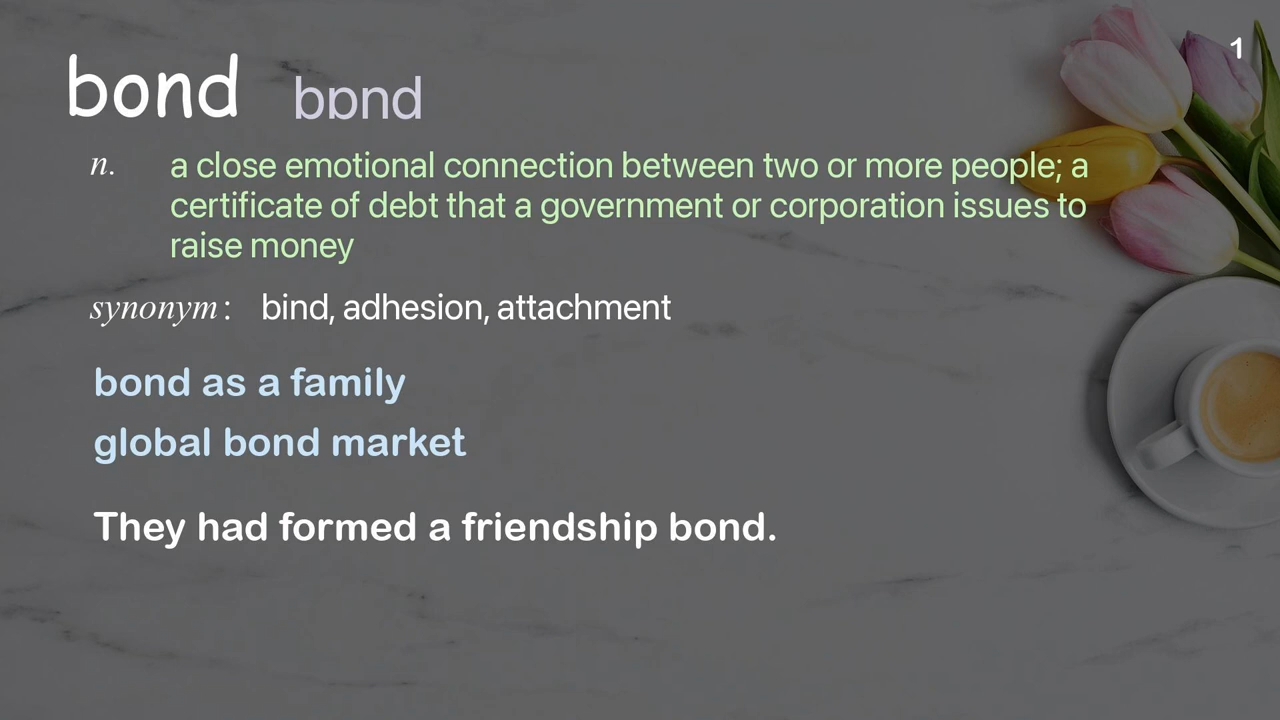 1
bond bɒnd
n. a close emotional connection between two or more people; a
certificate of debt that a government or corporation issues to
raise money
synonym: bind, adhesion, attachment
bond as a family
global bond market
They had formed a friendship bond.